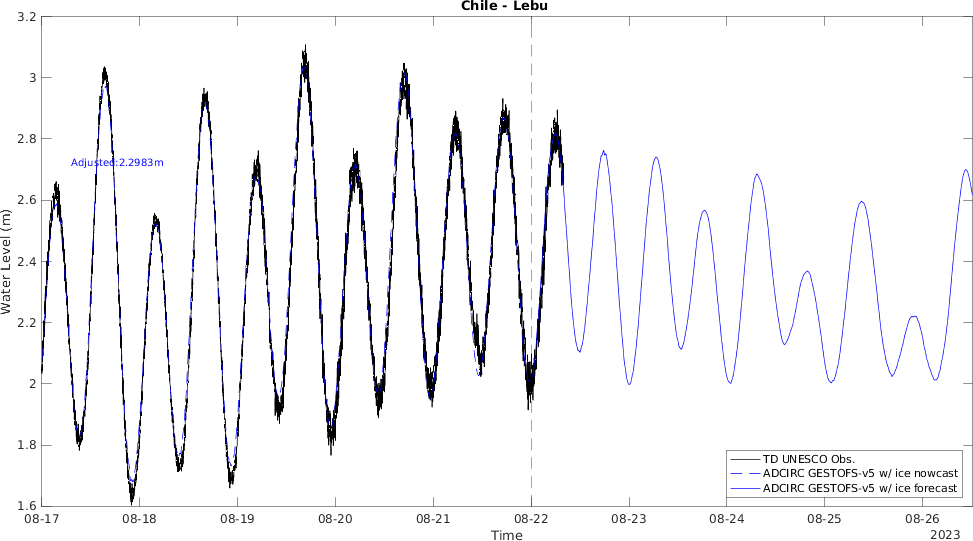 Chile - Lebu
3.2
3
2.8
2.6
2.4
2.2
2
1.8
1.6
Water Level (m)
Adjusted:2.2983m
TD UNESCO Obs.
ADCIRC GESTOFS-v5 w/ ice nowcast
ADCIRC GESTOFS-v5 w/ ice forecast
08-17 08-18 08-19 08-20 08-21 08-22 08-23 08-24 08-25 08-26
Time
2023